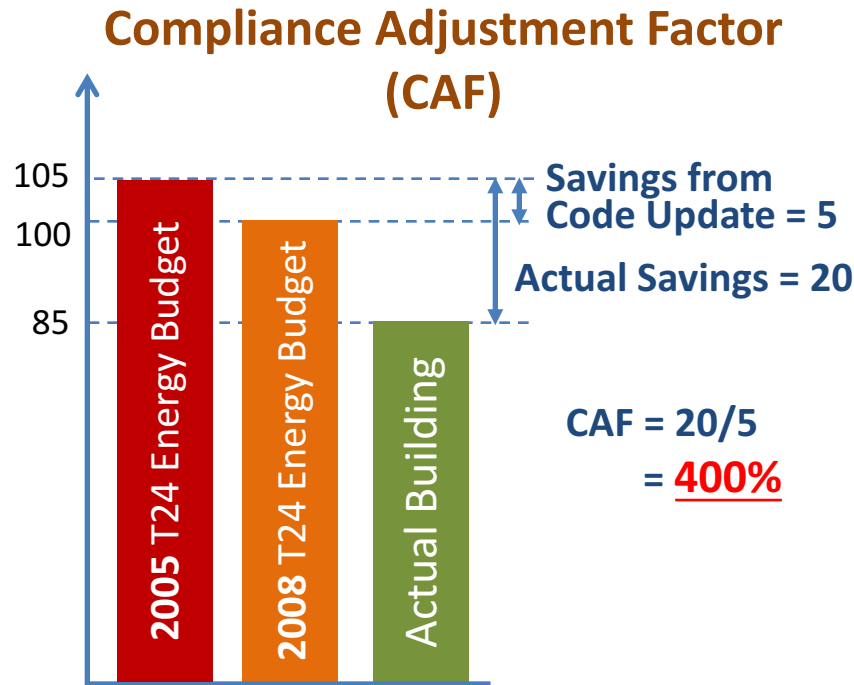 Compliance Adjustment Factor
(CAF)
105
100
85
2005 T24 Energy Budget
2008 T24 Energy Budget
Actual Building
Savings from
Code Update = 5
Actual Savings = 20
CAF = 20/5
= 400%